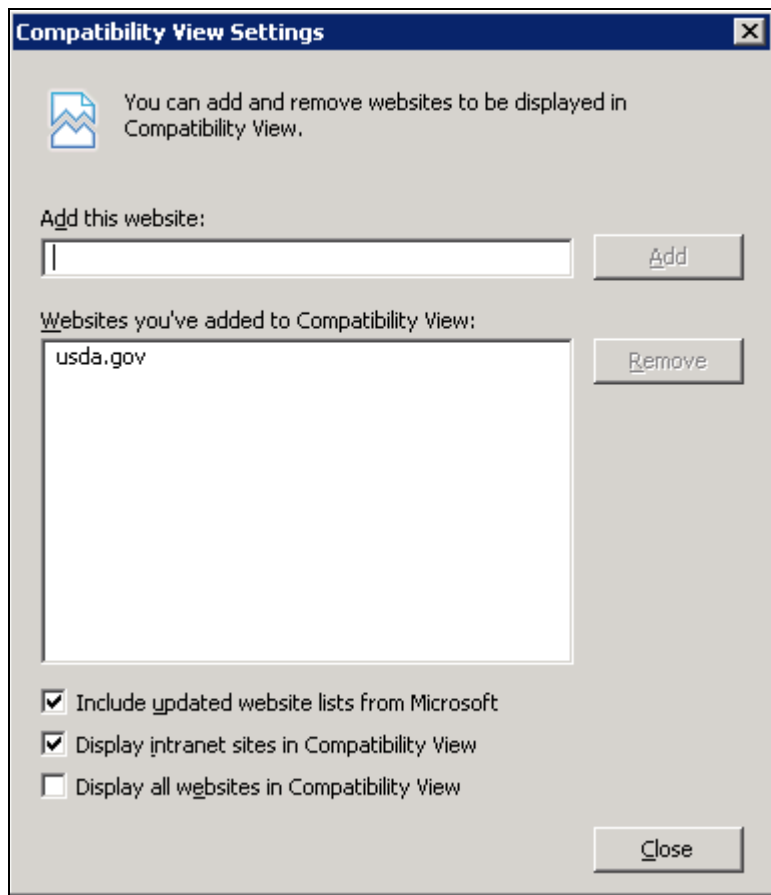 Compatibility View Settings
You can add and remove websites to be displayed in
Compatibility View.
Add this website:
Add
Websites you've added to Compatibility View:
usda.gov
Remove
Include updated website lists from Microsoft
Display intranet sites in Compatibility View
Display all websites in Compatibility View
Close